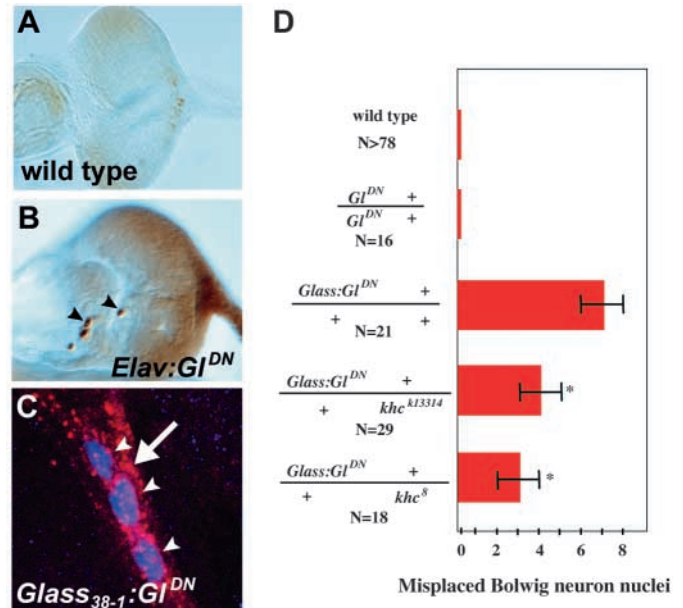 A
wild type
B
Elav:Gl^DN
C
Glass38-1:Gl^DN
D
wild type
N>78
Gl^DN +
Gl^DN +
N=16
Glass:Gl^DN +
+ +
N=21
Glass:Gl^DN +
+ khc^k13314
N=29
*
Glass:Gl^DN +
+ khc^8
N=18
*
0 2 4 6 8
Misplaced Bolwig neuron nuclei